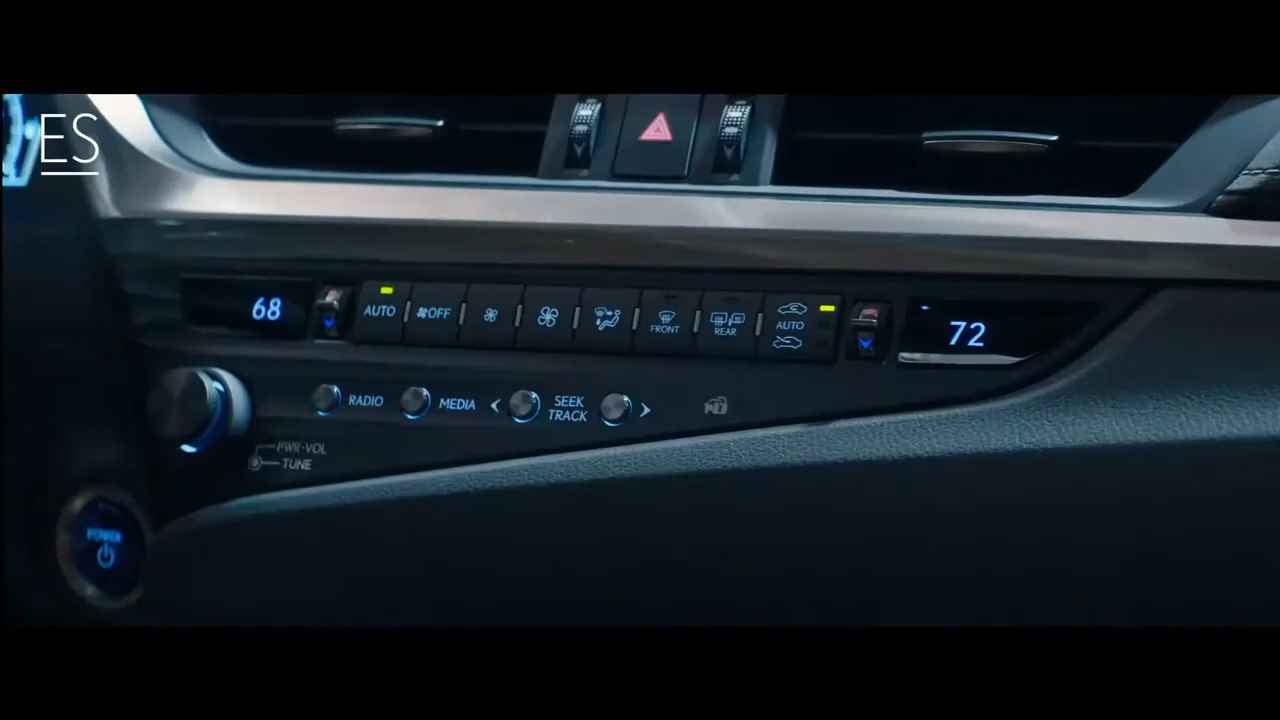 ES
68
AUTO
OFF
FRONT
REAR
AUTO
72
RADIO
MEDIA
SEEK
TRACK
PWR·VOL
TUNE
POWER